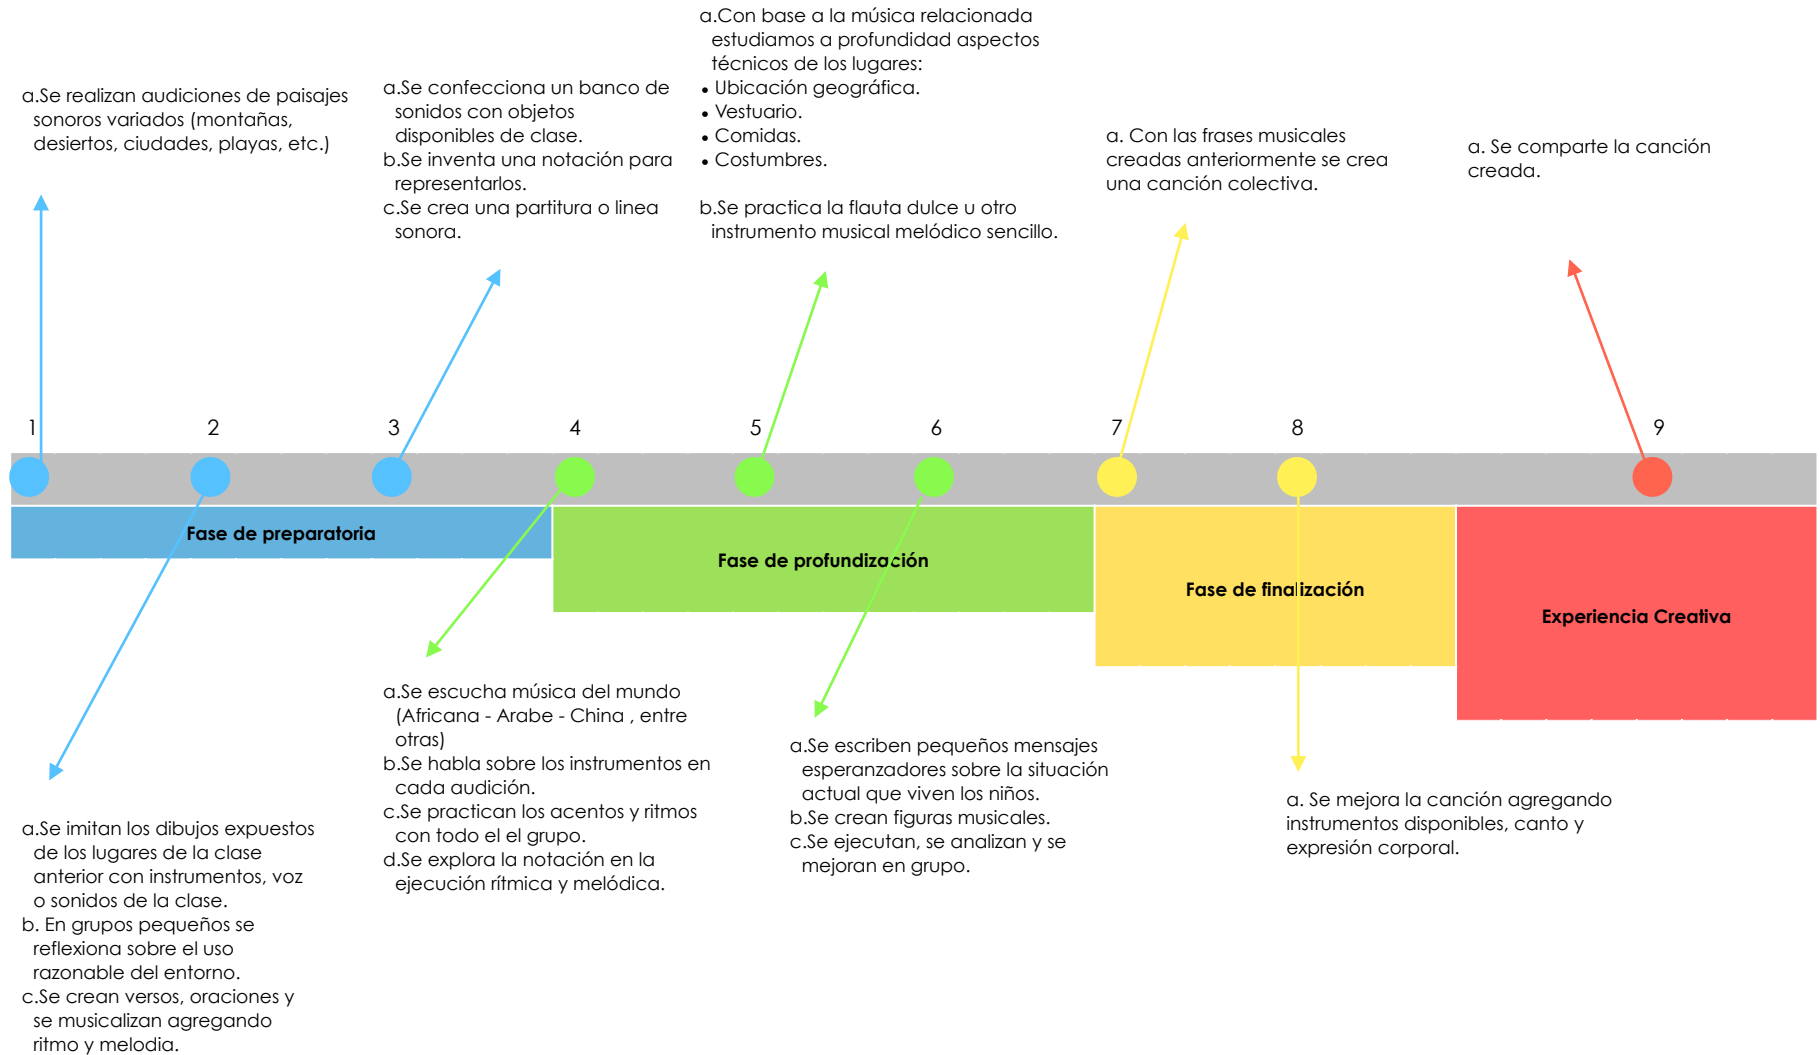 a.Se realizan audiciones de paisajes
sonoros variados (montañas,
desiertos, ciudades, playas, etc.)
a.Se confecciona un banco de
sonidos con objetos
disponibles de clase.
b.Se inventa una notación para
representarlos.
c.Se crea una partitura o linea
sonora.
a.Con base a la música relacionada
estudiamos a profundidad aspectos
técnicos de los lugares:
• Ubicación geográfica.
• Vestuario.
• Comidas.
• Costumbres.
b.Se practica la flauta dulce u otro
instrumento musical melódico sencillo.
a. Con las frases musicales
creadas anteriormente se crea
una canción colectiva.
a. Se comparte la canción
creada.
1 2 3 4 5 6 7 8 9
Fase de preparatoria
Fase de profundización
Fase de finalización
Experiencia Creativa
a.Se imitan los dibujos expuestos
de los lugares de la clase
anterior con instrumentos, voz
o sonidos de la clase.
b. En grupos pequeños se
reflexiona sobre el uso
razonable del entorno.
c.Se crean versos, oraciones y
se musicalizan agregando
ritmo y melodia.
a.Se escucha música del mundo
(Africana - Arabe - China , entre
otras)
b.Se habla sobre los instrumentos en
cada audición.
c.Se practican los acentos y ritmos
con todo el el grupo.
d.Se explora la notación en la
ejecución rítmica y melódica.
a.Se escriben pequeños mensajes
esperanzadores sobre la situación
actual que viven los niños.
b.Se crean figuras musicales.
c.Se ejecutan, se analizan y se
mejoran en grupo.
a. Se mejora la canción agregando
instrumentos disponibles, canto y
expresión corporal.